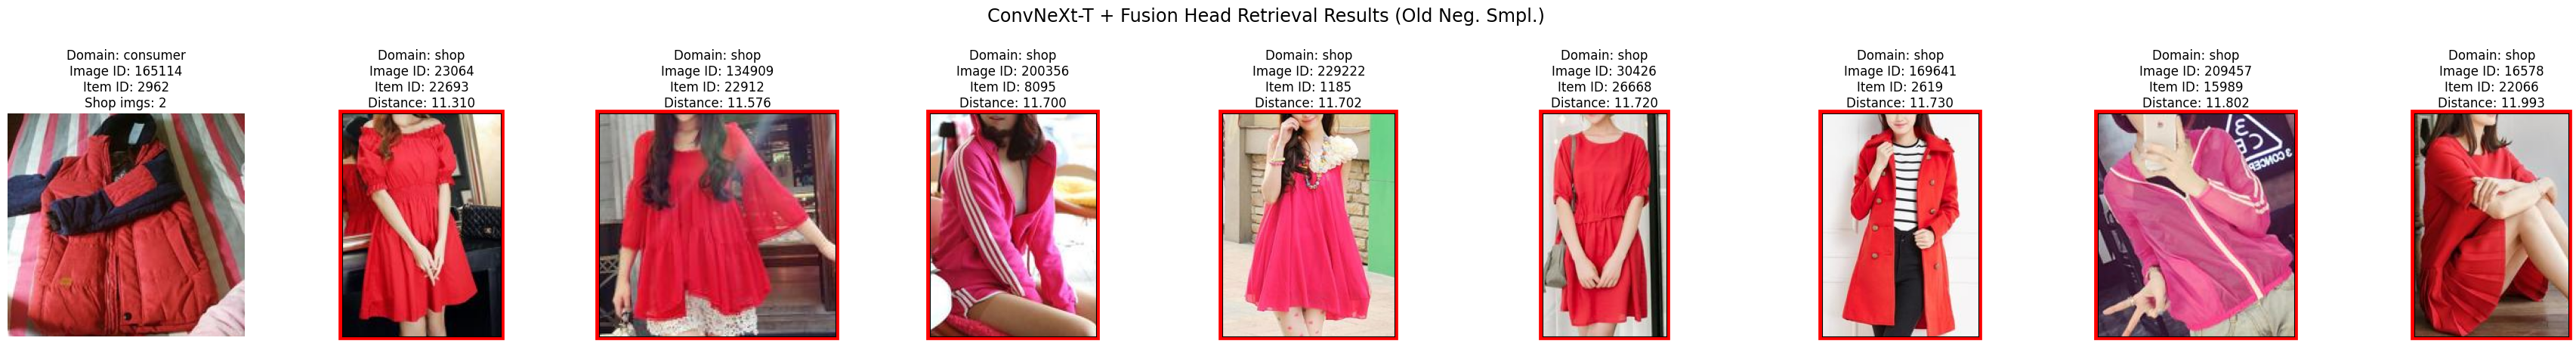 ConvNeXt-T + Fusion Head Retrieval Results (Old Neg. Smpl.)
Domain: consumer
Image ID: 165114
Item ID: 2962
Shop imgs: 2
Domain: shop
Image ID: 23064
Item ID: 22693
Distance: 11.310
Domain: shop
Image ID: 134909
Item ID: 22912
Distance: 11.576
Domain: shop
Image ID: 200356
Item ID: 8095
Distance: 11.700
Domain: shop
Image ID: 229222
Item ID: 1185
Distance: 11.702
Domain: shop
Image ID: 30426
Item ID: 26668
Distance: 11.720
Domain: shop
Image ID: 169641
Item ID: 2619
Distance: 11.730
Domain: shop
Image ID: 209457
Item ID: 15989
Distance: 11.802
Domain: shop
Image ID: 16578
Item ID: 22066
Distance: 11.993